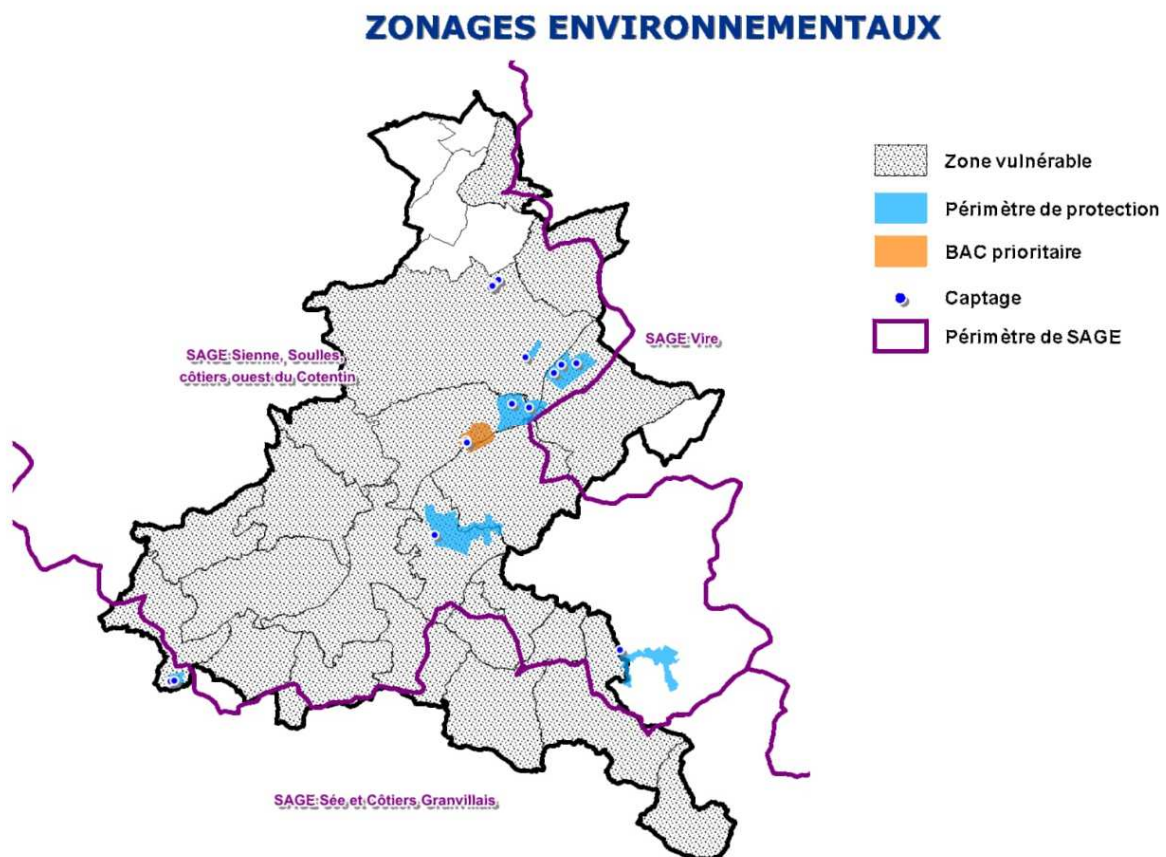 ZONAGES ENVIRONNEMENTAUX
Zone vulnérable
Périmètre de protection
BAC prioritaire
Captage
Périmètre de SAGE
SAGE:Sienne, Soulles,
côtiers ouest du Cotentin
SAGE:Vire
SAGE:Sée et Côtiers Granvillais